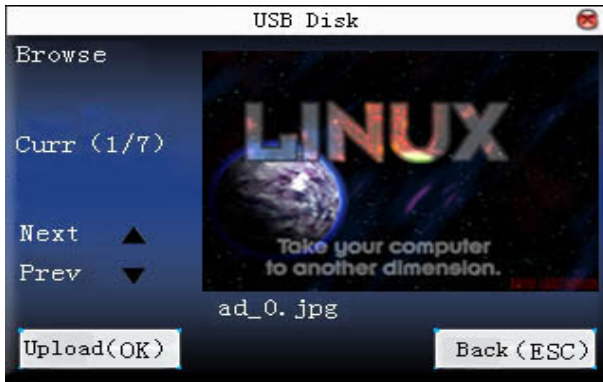 USB Disk
Browse
Curr (1/7)
Next
Prev
LINUX
Take your computer
to another dimension.
ad_0.jpg
Upload(OK)
Back(ESC)